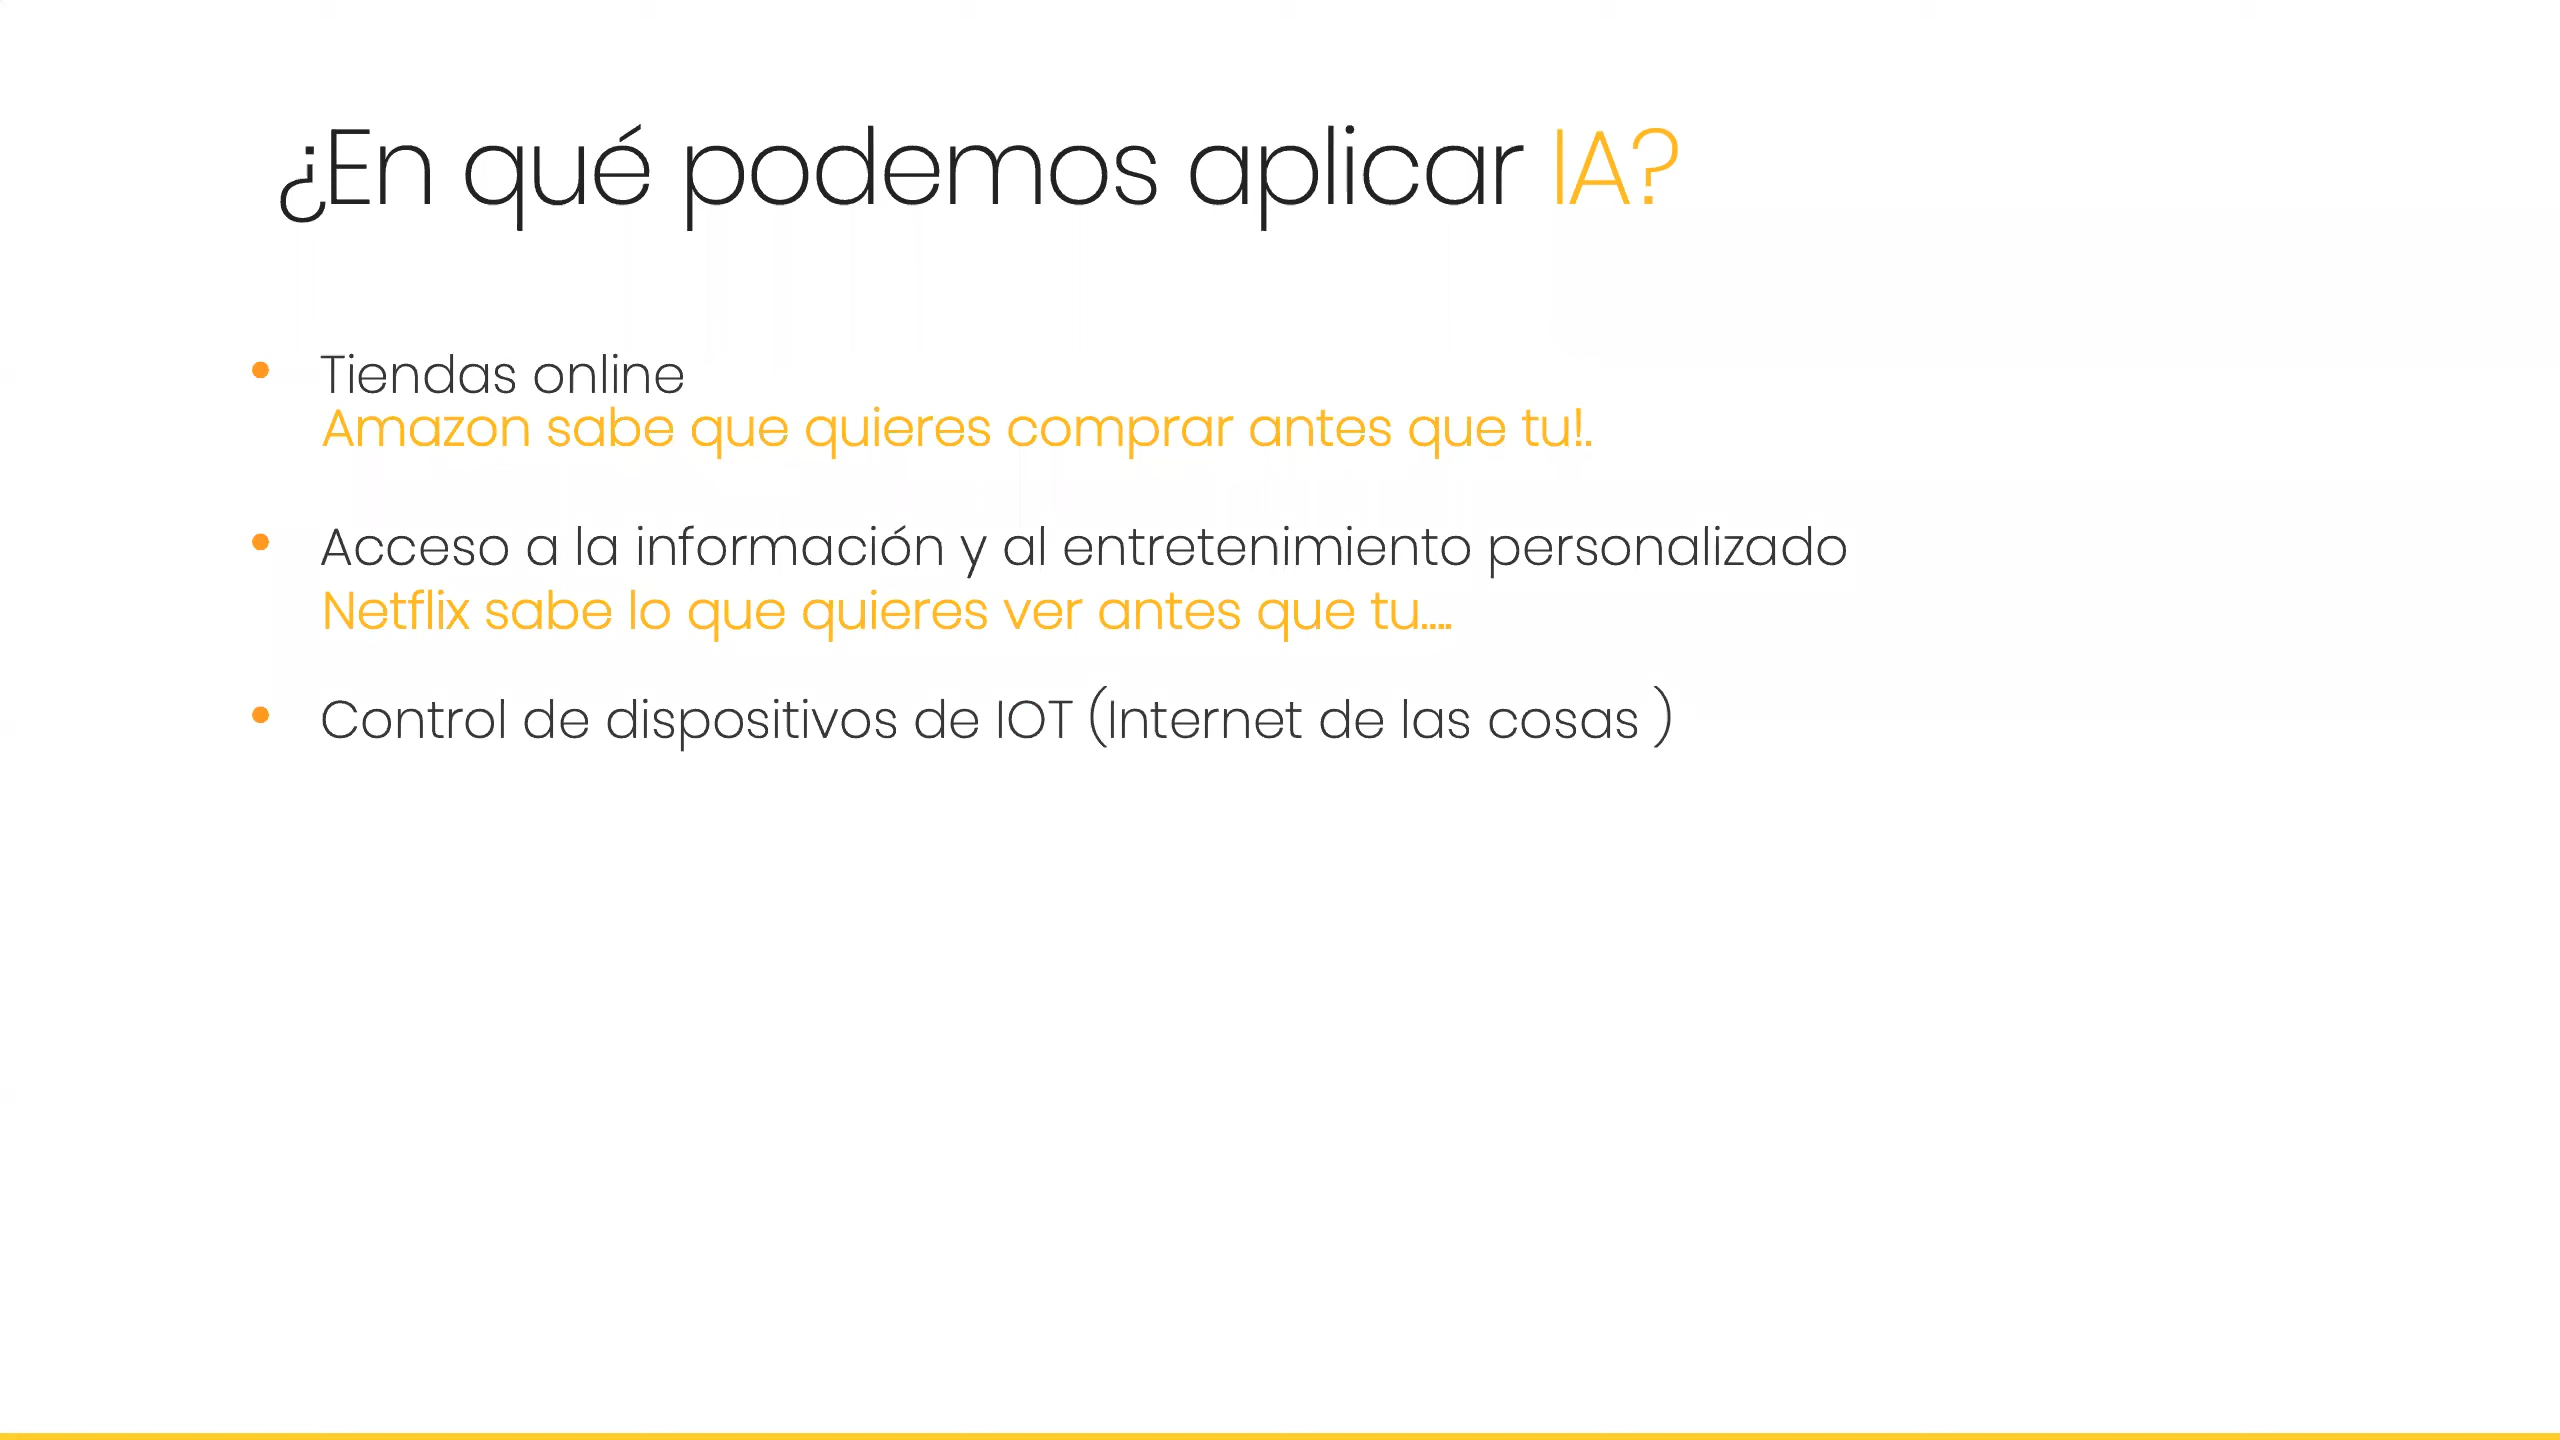 ¿En qué podemos aplicar IA?
• Tiendas online
Amazon sabe que quieres comprar antes que tu!.
• Acceso a la información y al entretenimiento personalizado
Netflix sabe lo que quieres ver antes que tu....
• Control de dispositivos de IOT (Internet de las cosas )